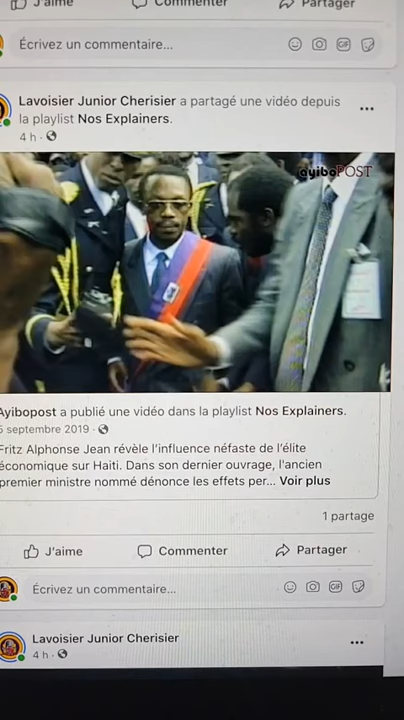 J'aime
Commenter
Partager
Écrivez un commentaire...
GIF
Lavoisier Junior Cherisier a partagé une vidéo depuis
la playlist Nos Explainers.
4 h ·
ayiboPOST
Ayibopost a publié une vidéo dans la playlist Nos Explainers.
5 septembre 2019 ·
Fritz Alphonse Jean révèle l'influence néfaste de l'élite
économique sur Haiti. Dans son dernier ouvrage, l'ancien
premier ministre nommé dénonce les effets per... Voir plus
1 partage
J'aime
Commenter
Partager
Écrivez un commentaire...
GIF
Lavoisier Junior Cherisier
4 h ·